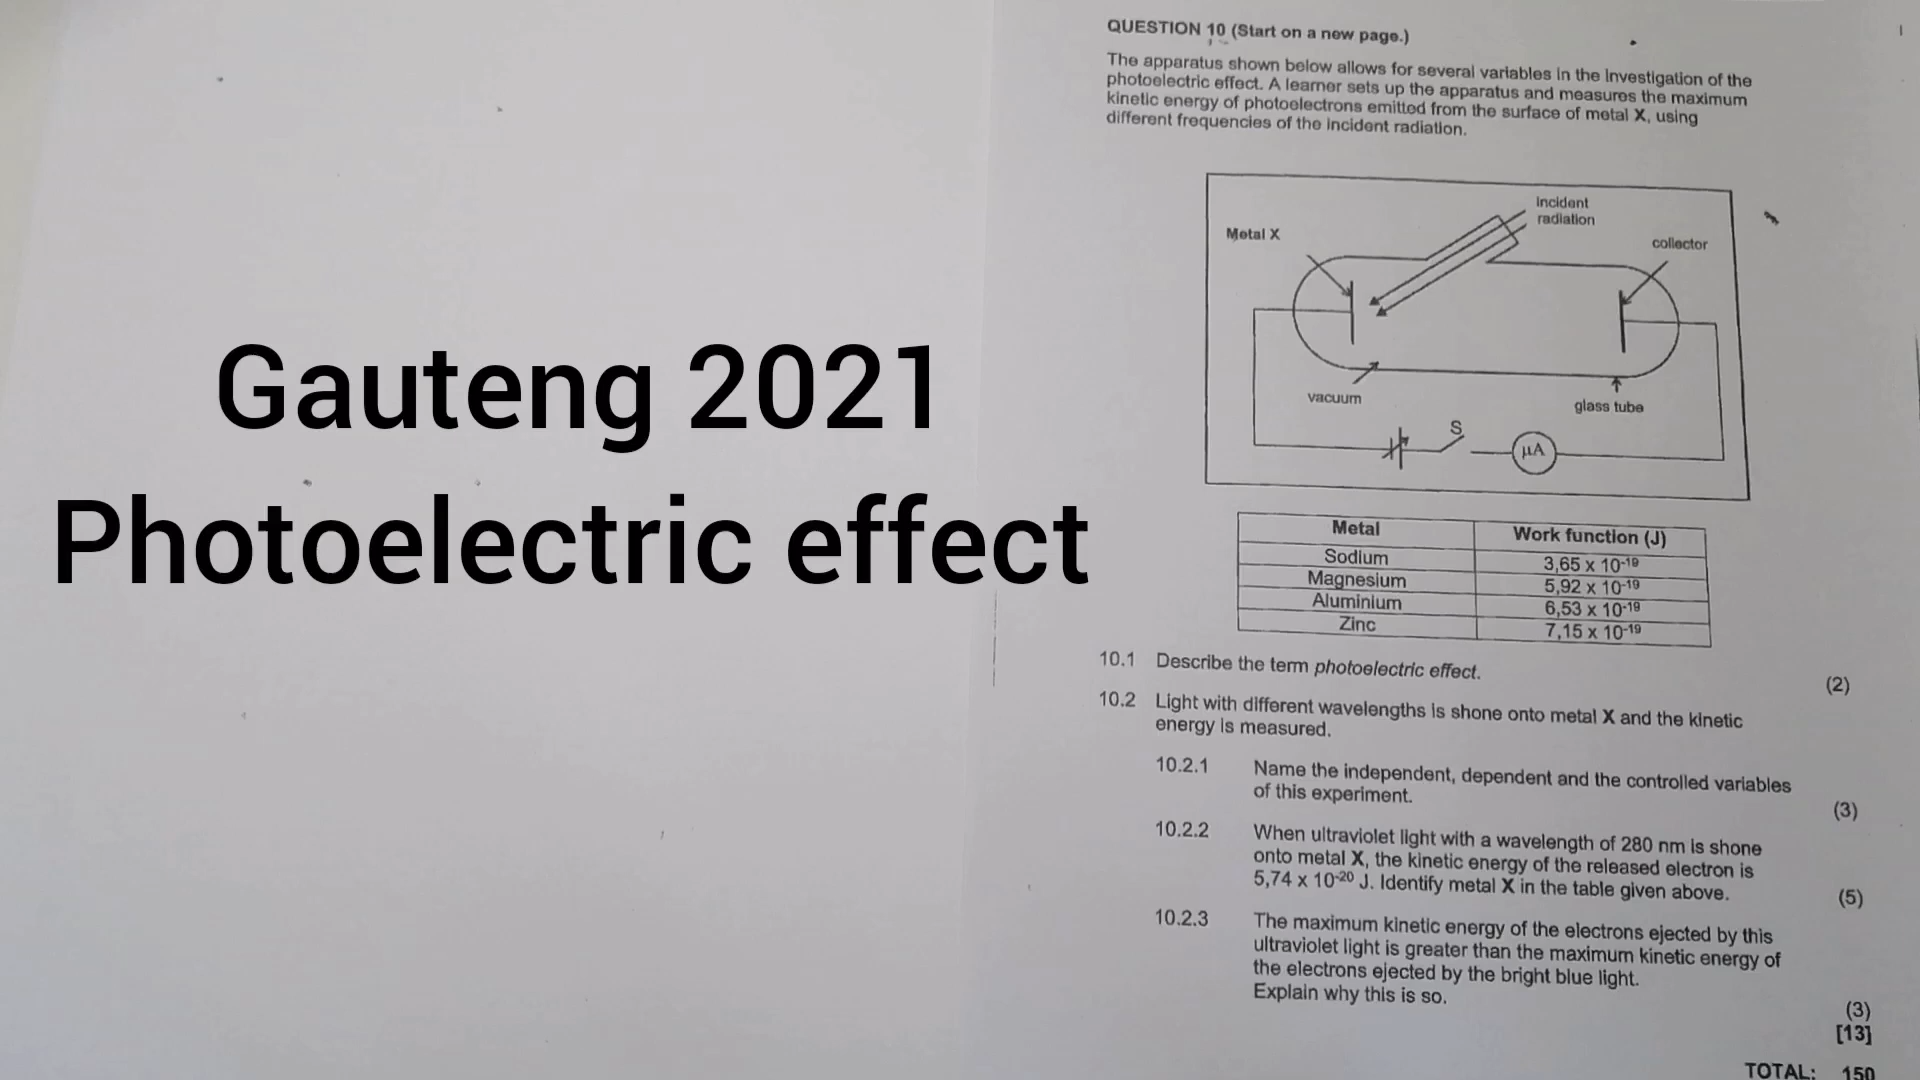 Gauteng 2021
Photoelectric effect
QUESTION 10 (Start on a new page.)
The apparatus shown below allows for several variables in the investigation of the
photoelectric effect. A learner sets up the apparatus and measures the maximum
kinetic energy of photoelectrons emitted from the surface of metal X, using
different frequencies of the incident radiation.
Incident
radiation
Metal X
collector
vacuum
glass tube
S
µA
Metal Work function (J)
Sodium 3,65 x 10⁻¹⁹
Magnesium 5,92 x 10⁻¹⁹
Aluminium 6,53 x 10⁻¹⁹
Zinc 7,15 x 10⁻¹⁹
10.1 Describe the term photoelectric effect. (2)
10.2 Light with different wavelengths is shone onto metal X and the kinetic
energy is measured.
10.2.1 Name the independent, dependent and the controlled variables
of this experiment. (3)
10.2.2 When ultraviolet light with a wavelength of 280 nm is shone
onto metal X, the kinetic energy of the released electron is
5,74 x 10⁻²⁰ J. Identify metal X in the table given above. (5)
10.2.3 The maximum kinetic energy of the electrons ejected by this
ultraviolet light is greater than the maximum kinetic energy of
the electrons ejected by the bright blue light.
Explain why this is so. (3)
[13]
TOTAL: 150